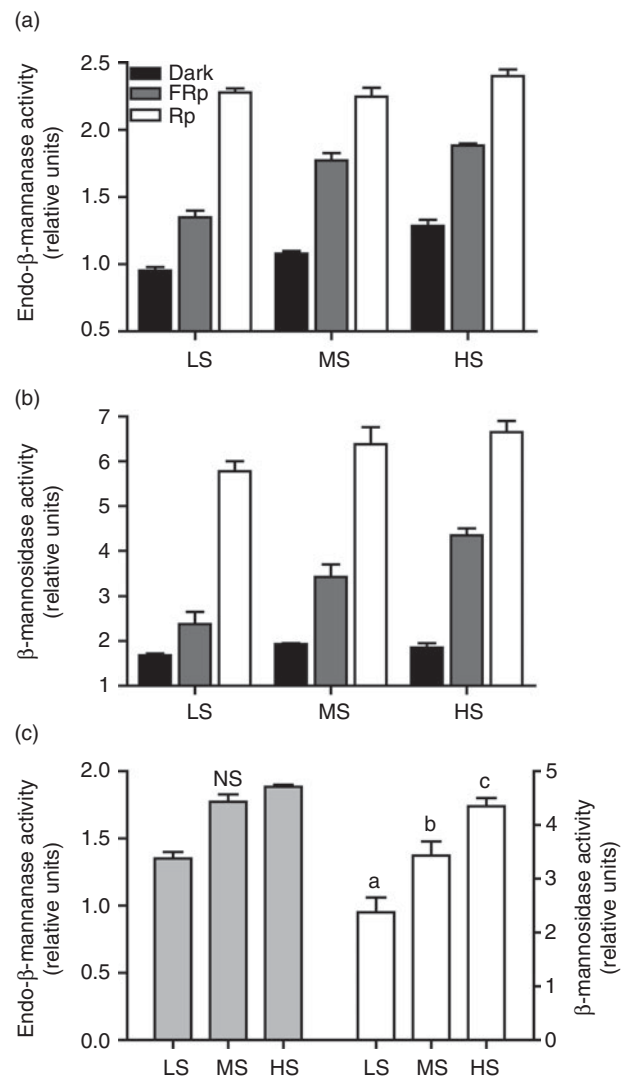 (a)
Endo-β-mannanase activity
(relative units)
2.5
2.0
1.5
1.0
0.5
Dark
FRp
Rp
LS
MS
HS
(b)
β-mannosidase activity
(relative units)
7
6
5
4
3
2
1
LS
MS
HS
(c)
Endo-β-mannanase activity
(relative units)
2.0
1.5
1.0
0.5
0.0
NS
a
b
c
5
4
3
2
1
0
β-mannosidase activity
(relative units)
LS
MS
HS
LS
MS
HS